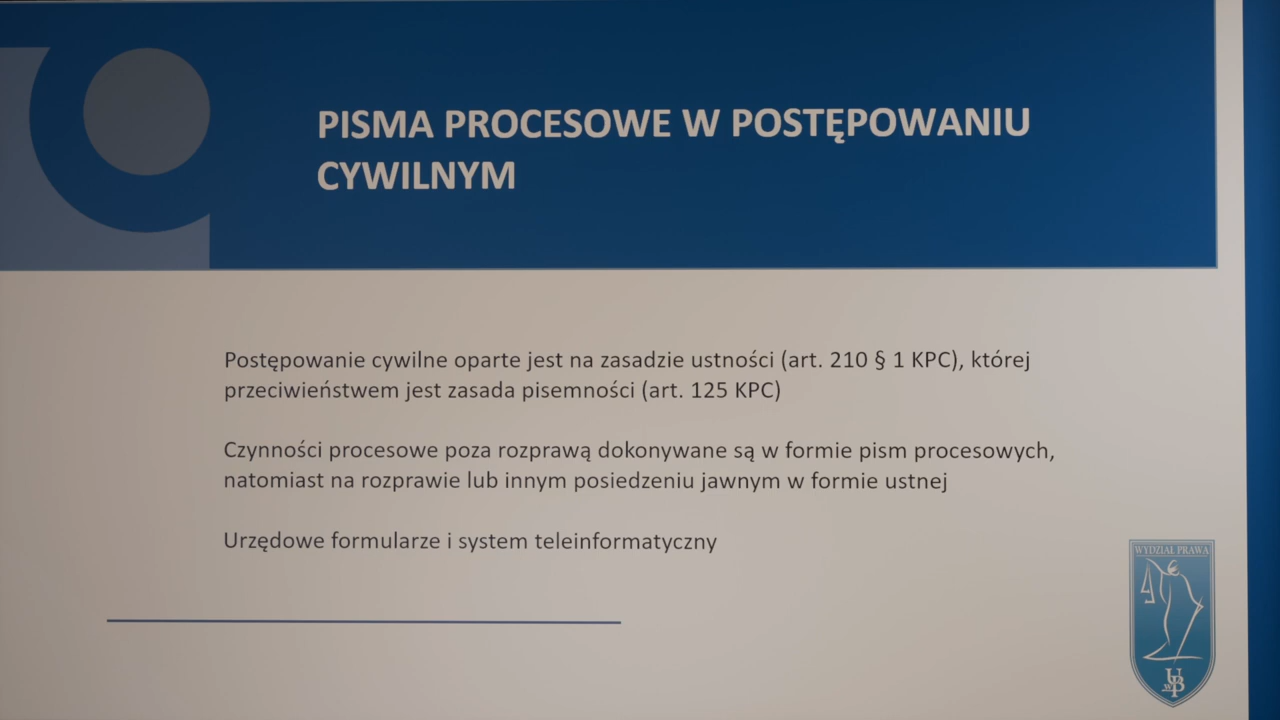 PISMA PROCESOWE W POSTĘPOWANIU
CYWILNYM
Postępowanie cywilne oparte jest na zasadzie ustności (art. 210 § 1 KPC), której
przeciwieństwem jest zasada pisemności (art. 125 KPC)
Czynności procesowe poza rozprawą dokonywane są w formie pism procesowych,
natomiast na rozprawie lub innym posiedzeniu jawnym w formie ustnej
Urzędowe formularze i system teleinformatyczny
WYDZIAŁ PRAWA
UwB